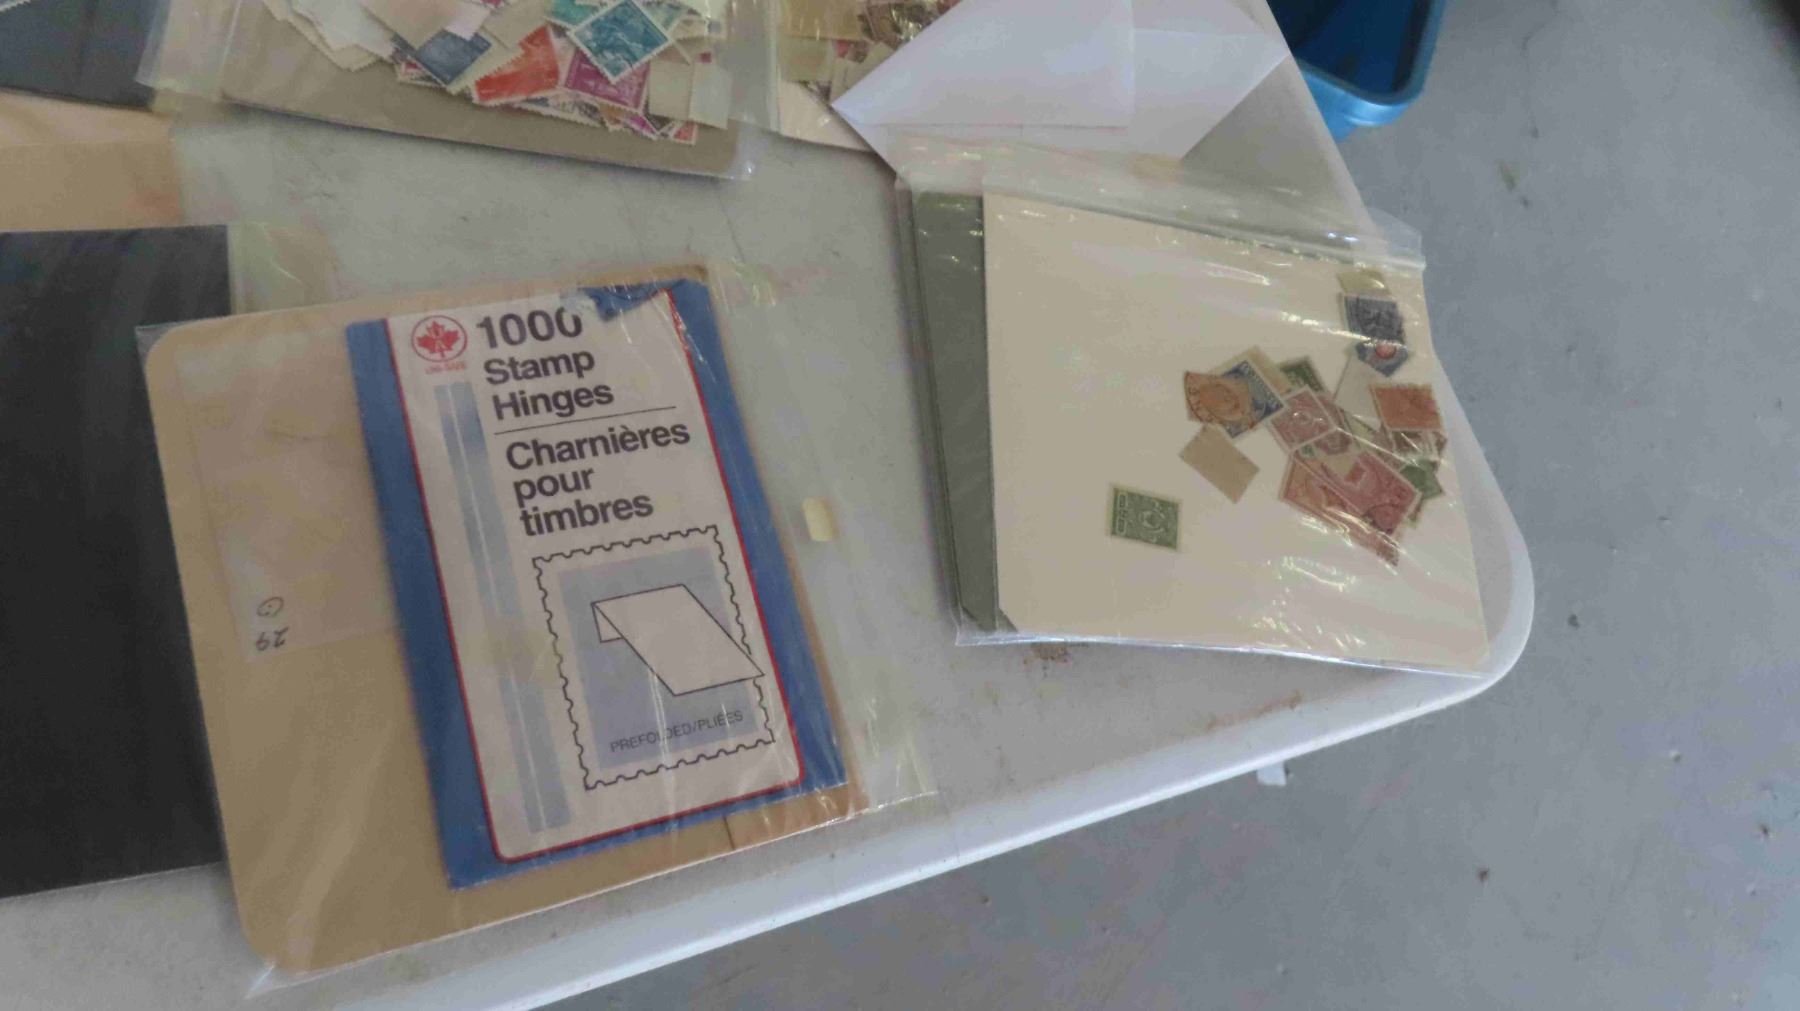 1000
Stamp
Hinges
Charnières
pour
timbres
PREFOLDED/PLIÉES
29